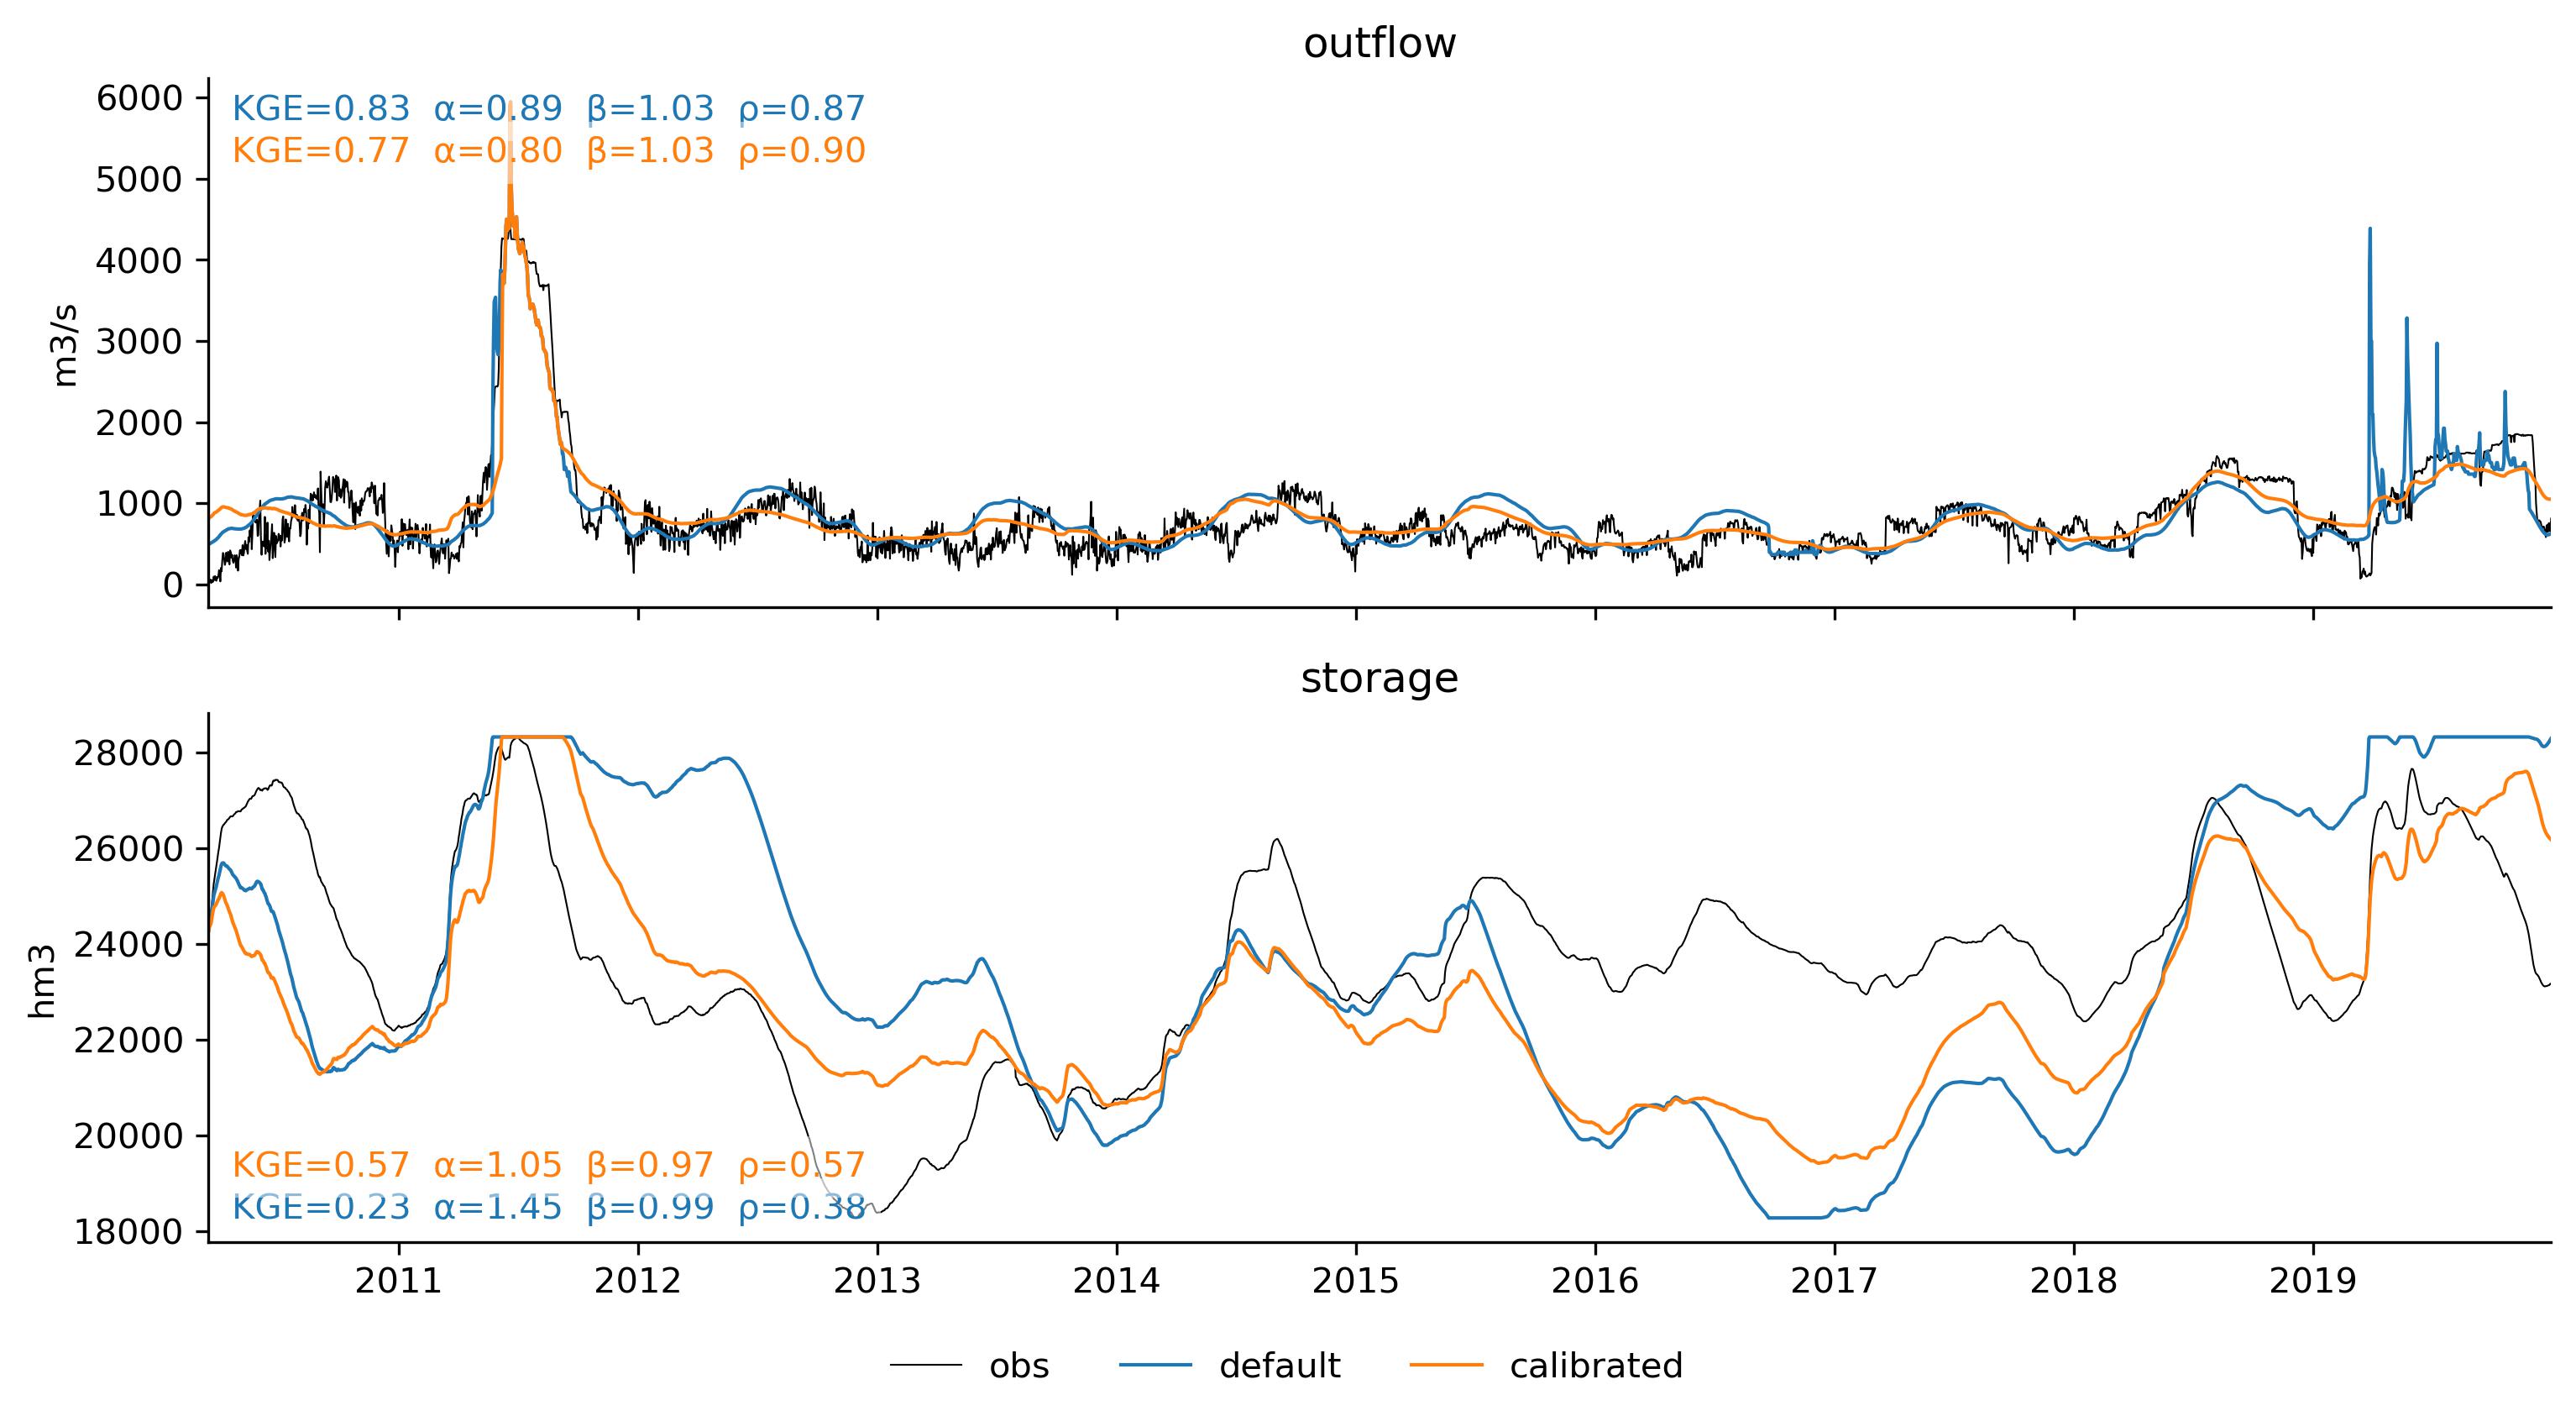 outflow
6000
5000
4000
3000
2000
1000
0
m3/s
KGE=0.83 α=0.89 β=1.03 ρ=0.87
KGE=0.77 α=0.80 β=1.03 ρ=0.90
storage
28000
26000
24000
22000
20000
18000
hm3
KGE=0.57 α=1.05 β=0.97 ρ=0.57
KGE=0.23 α=1.45 β=0.99 ρ=0.38
2011 2012 2013 2014 2015 2016 2017 2018 2019
obs default calibrated